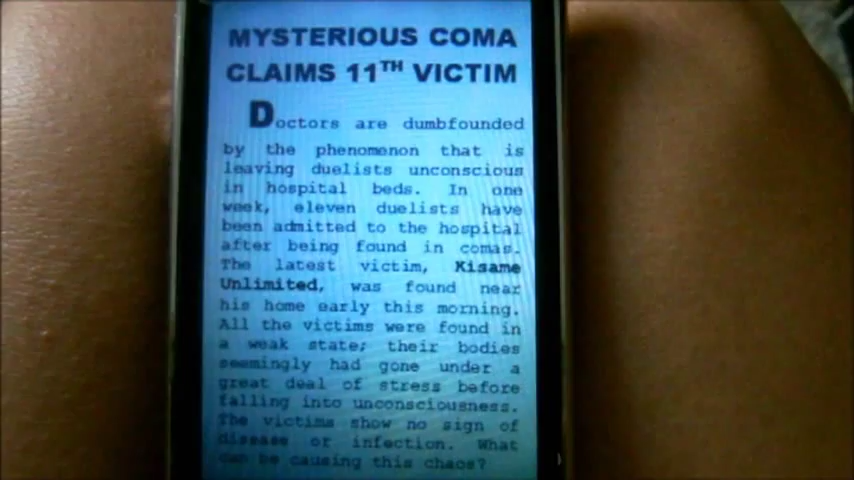 MYSTERIOUS COMA
CLAIMS 11TH VICTIM
Doctors are dumbfounded
by the phenomenon that is
leaving duelists unconscious
in hospital beds. In one
week, eleven duelists have
been admitted to the hospital
after being found in comas.
The latest victim, Kisame
Unlimited, was found near
his home early this morning.
All the victims were found in
a weak state; their bodies
seemingly had gone under a
great deal of stress before
falling into unconsciousness.
The victims show no sign of
disease or infection. What
can be causing this chaos?